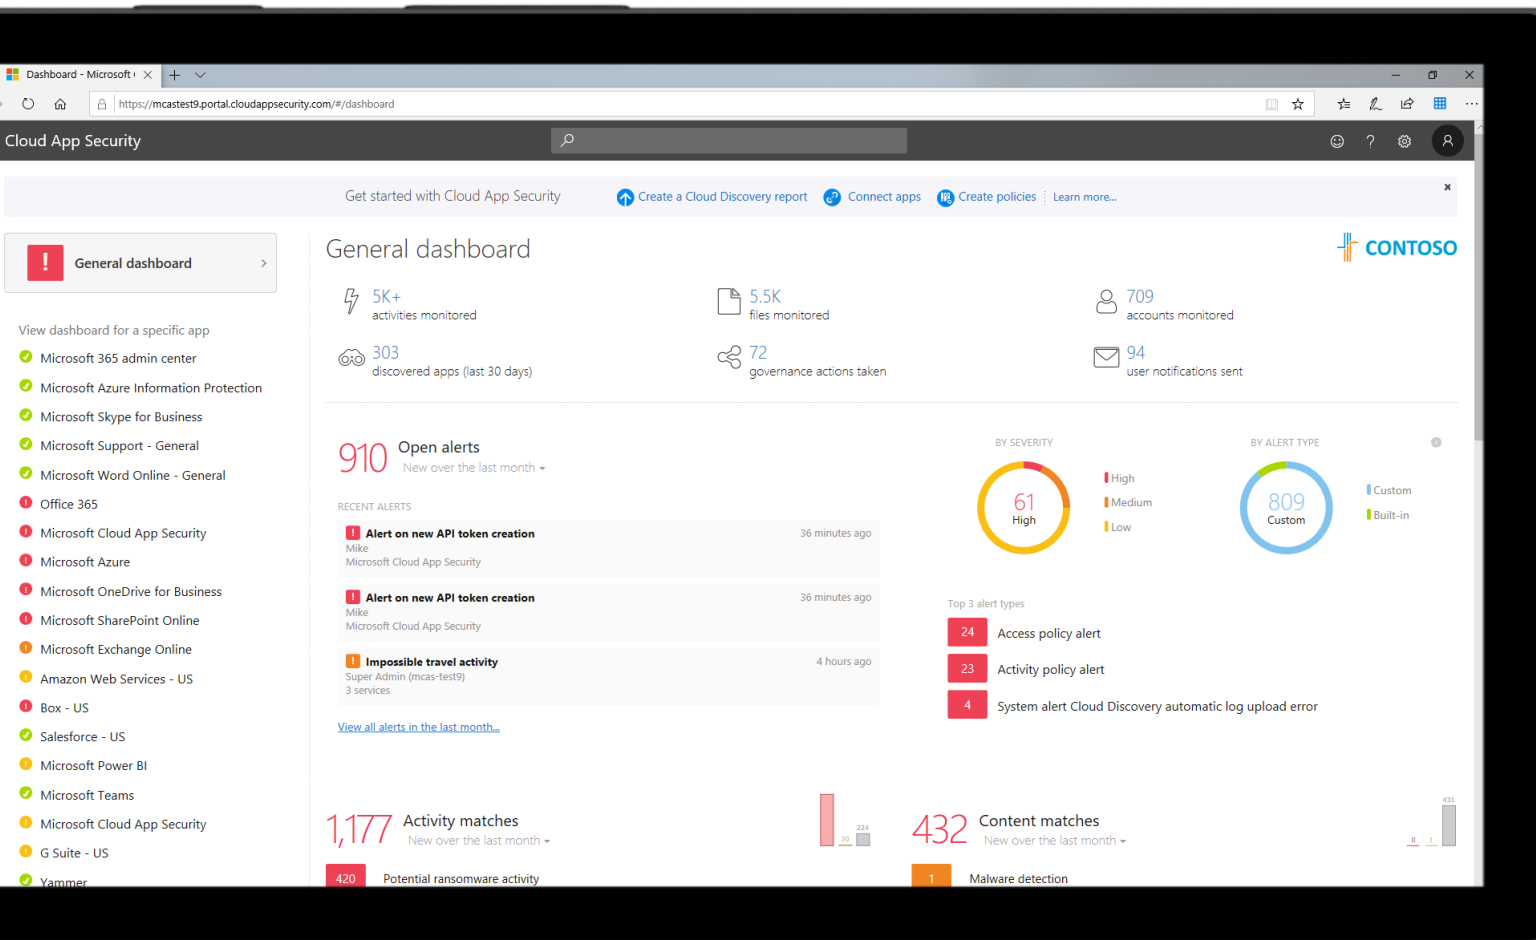 Dashboard - Microsoft
https://mcastest9.portal.cloudappsecurity.com/#/dashboard
Cloud App Security
Get started with Cloud App Security
Create a Cloud Discovery report
Connect apps
Create policies
Learn more...
General dashboard
View dashboard for a specific app
Microsoft 365 admin center
Microsoft Azure Information Protection
Microsoft Skype for Business
Microsoft Support - General
Microsoft Word Online - General
Office 365
Microsoft Cloud App Security
Microsoft Azure
Microsoft OneDrive for Business
Microsoft SharePoint Online
Microsoft Exchange Online
Amazon Web Services - US
Box - US
Salesforce - US
Microsoft Power BI
Microsoft Teams
Microsoft Cloud App Security
G Suite - US
Yammer
General dashboard
CONTOSO
5K+
activities monitored
5.5K
files monitored
709
accounts monitored
303
discovered apps (last 30 days)
72
governance actions taken
94
user notifications sent
910
Open alerts
New over the last month
RECENT ALERTS
Alert on new API token creation
36 minutes ago
Mike
Microsoft Cloud App Security
Alert on new API token creation
36 minutes ago
Mike
Microsoft Cloud App Security
Impossible travel activity
4 hours ago
Super Admin (mcas-test9)
3 services
View all alerts in the last month...
BY SEVERITY
61
High
High
Medium
Low
BY ALERT TYPE
809
Custom
Custom
Built-in
Top 3 alert types
24
Access policy alert
23
Activity policy alert
4
System alert Cloud Discovery automatic log upload error
1,177
Activity matches
New over the last month
20
224
420
Potential ransomware activity
432
Content matches
New over the last month
0
1
431
1
Malware detection